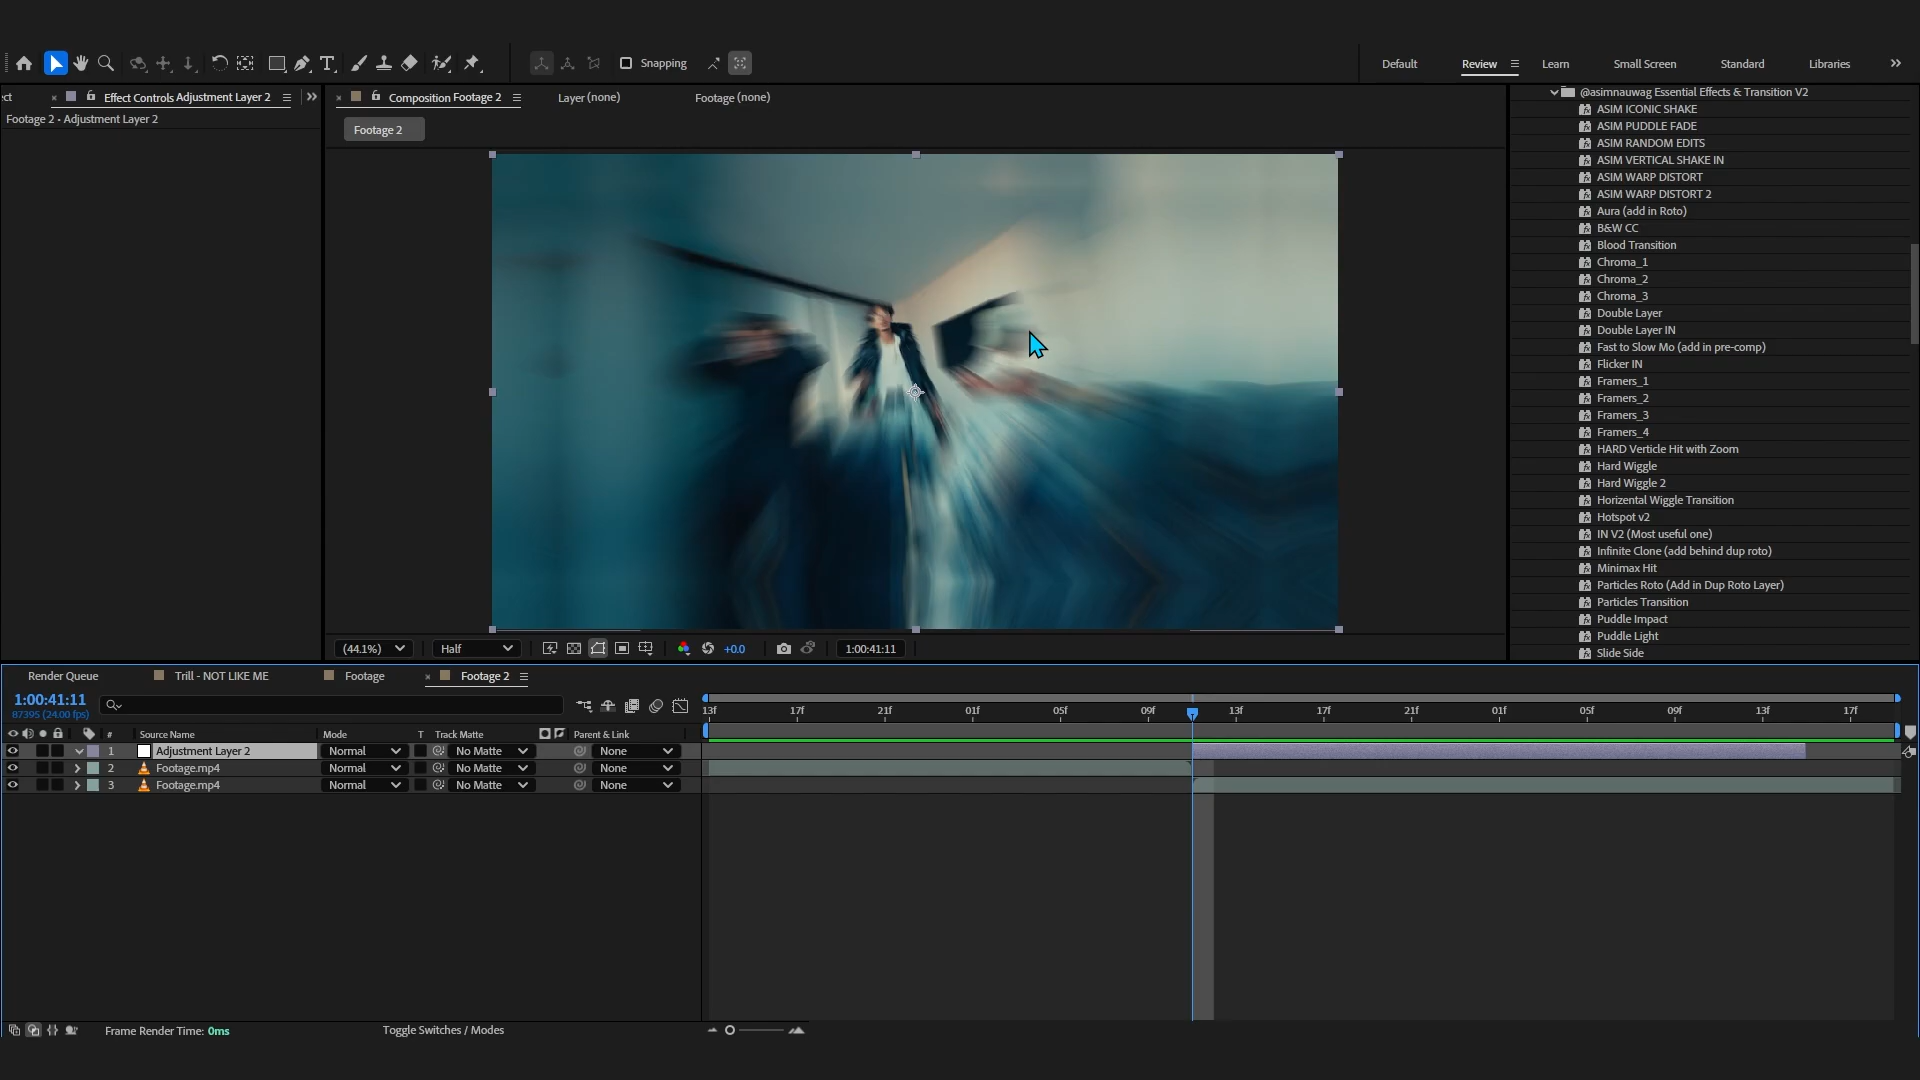 Snapping
Default
Review
Learn
Small Screen
Standard
Libraries
ct
Effect Controls Adjustment Layer 2
Composition Footage 2
Layer (none)
Footage (none)
Footage 2 • Adjustment Layer 2
Footage 2
@asimnauwag Essential Effects & Transition V2
ASIM ICONIC SHAKE
ASIM PUDDLE FADE
ASIM RANDOM EDITS
ASIM VERTICAL SHAKE IN
ASIM WARP DISTORT
ASIM WARP DISTORT 2
Aura (add in Roto)
B&W CC
Blood Transition
Chroma_1
Chroma_2
Chroma_3
Double Layer
Double Layer IN
Fast to Slow Mo (add in pre-comp)
Flicker IN
Framers_1
Framers_2
Framers_3
Framers_4
HARD Verticle Hit with Zoom
Hard Wiggle
Hard Wiggle 2
Horizental Wiggle Transition
Hotspot v2
IN V2 (Most useful one)
Infinite Clone (add behind dup roto)
Minimax Hit
Particles Roto (Add in Dup Roto Layer)
Particles Transition
Puddle Impact
Puddle Light
Slide Side
(44.1%)
Half
+0.0
1:00:41:11
Render Queue
Trill - NOT LIKE ME
Footage
Footage 2
1:00:41:11
87395 (24.00 fps)
13f 17f 21f 01f 05f 09f 13f 17f 21f 01f 05f 09f 13f 17f
# Source Name Mode T Track Matte Parent & Link
1 Adjustment Layer 2 Normal No Matte None
2 Footage.mp4 Normal No Matte None
3 Footage.mp4 Normal No Matte None
Frame Render Time: 0ms
Toggle Switches / Modes